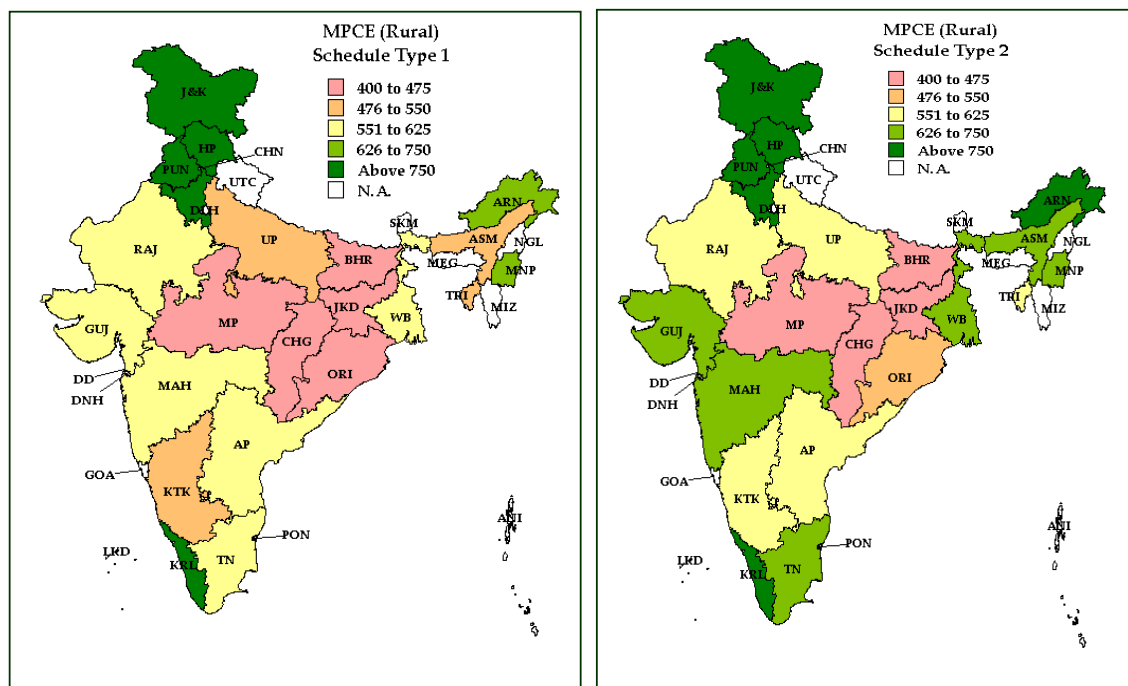 MPCE (Rural)
Schedule Type 1
400 to 475
476 to 550
551 to 625
626 to 750
Above 750
N. A.
J&K
HP
CHN
PUN
UTC
DLH
RAJ
UP
SKM
ARN
ASM
NGL
MEG
MNP
BHR
TRI
MIZ
JKD
WB
GUJ
MP
CHG
ORI
DD
DNH
MAH
AP
GOA
KTK
ANI
PON
LKD
KRL
TN
MPCE (Rural)
Schedule Type 2
400 to 475
476 to 550
551 to 625
626 to 750
Above 750
N. A.
J&K
HP
CHN
PUN
UTC
DLH
RAJ
UP
SKM
ARN
ASM
NGL
MEG
MNP
BHR
TRI
MIZ
JKD
WB
GUJ
MP
CHG
ORI
DD
DNH
MAH
AP
GOA
KTK
ANI
PON
LKD
KRL
TN